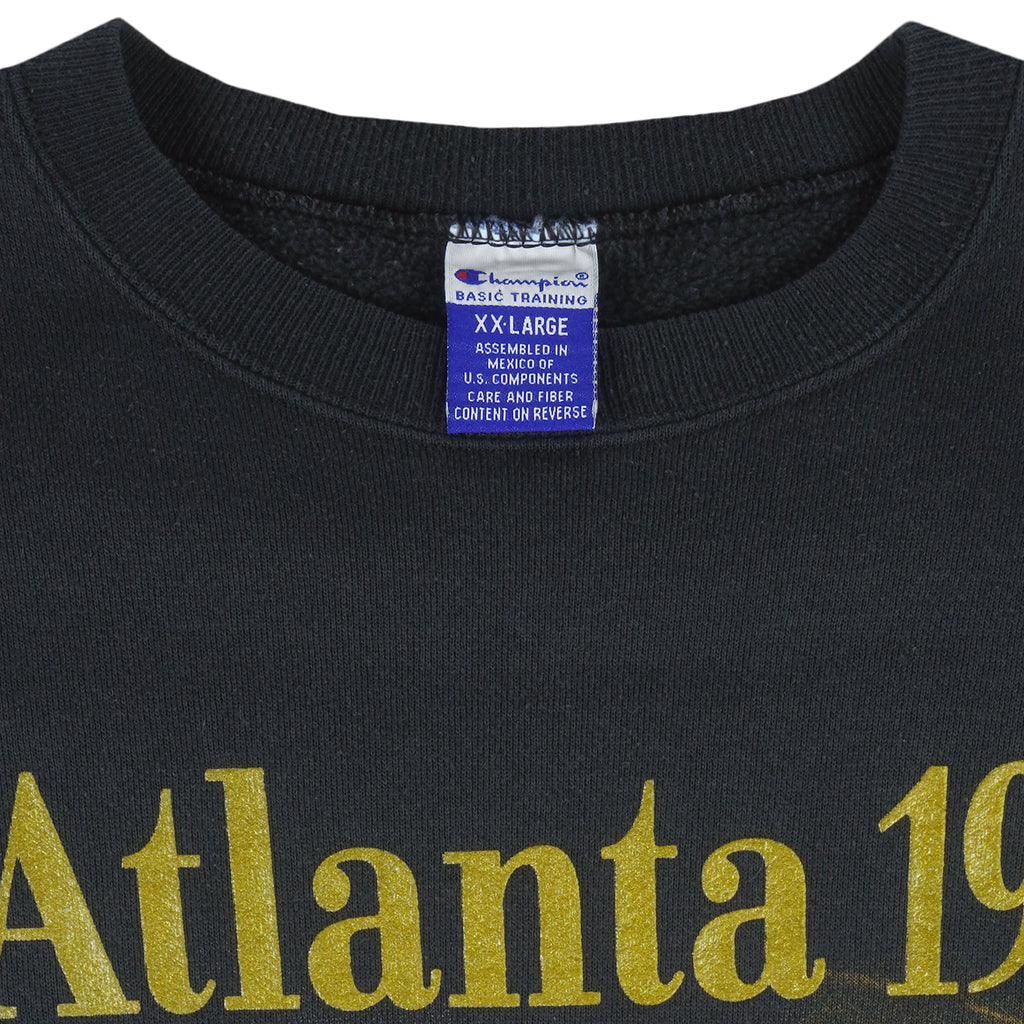 Champion®
BASIC TRAINING
XX·LARGE
ASSEMBLED IN
MEXICO OF
U.S. COMPONENTS
CARE AND FIBER
CONTENT ON REVERSE
Atlanta 19